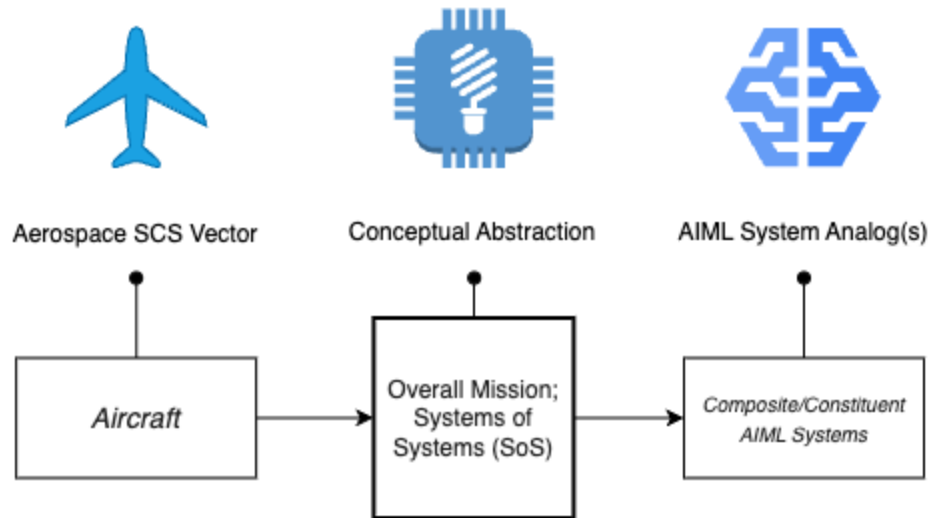 Aerospace SCS Vector
Conceptual Abstraction
AIML System Analog(s)
Aircraft
Overall Mission;
Systems of
Systems (SoS)
Composite/Constituent
AIML Systems